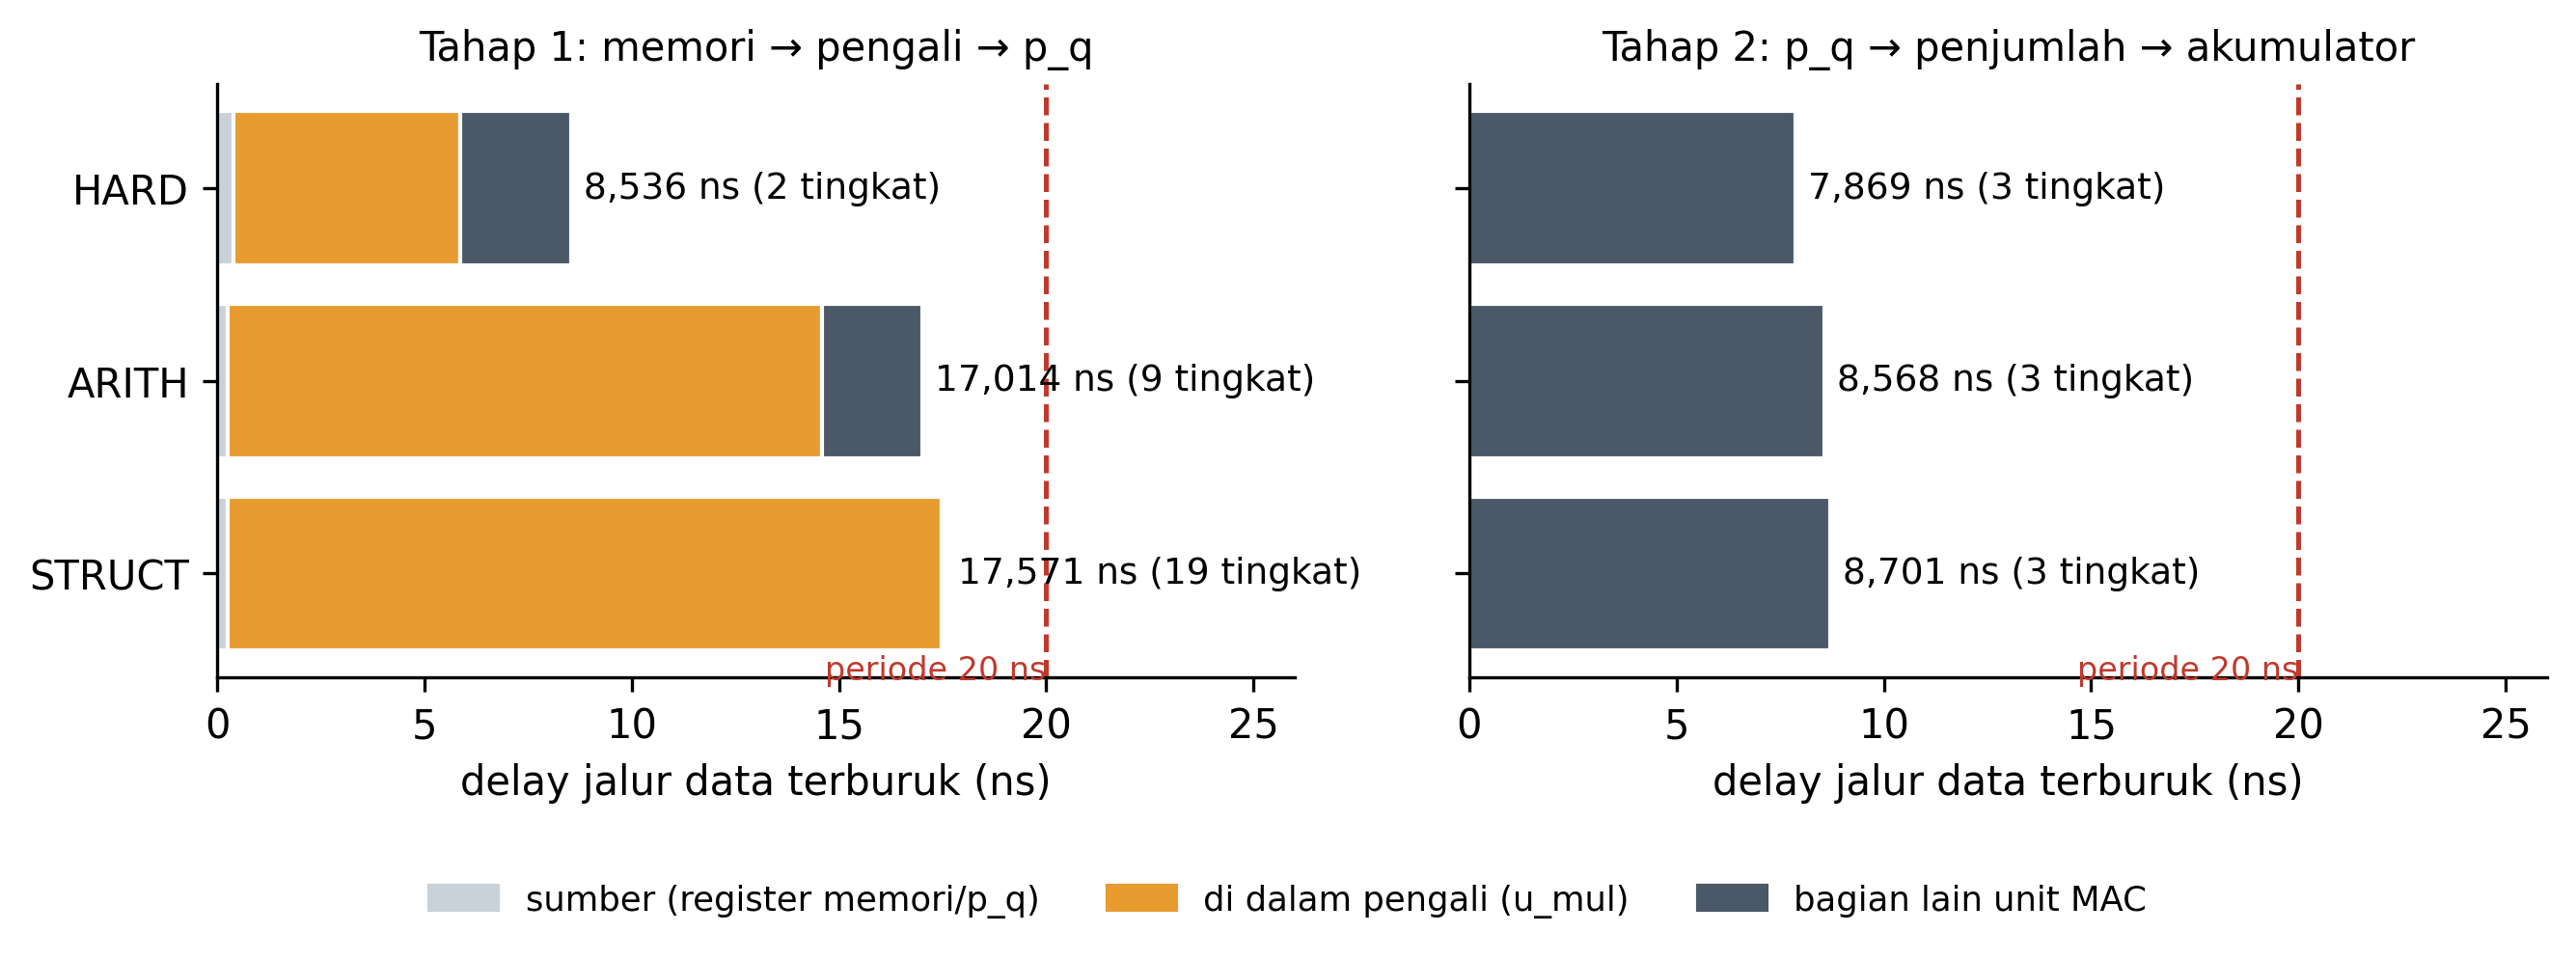 Tahap 1: memori → pengali → p_q
HARD
8,536 ns (2 tingkat)
ARITH
17,014 ns (9 tingkat)
STRUCT
17,571 ns (19 tingkat)
periode 20 ns
0 5 10 15 20 25
delay jalur data terburuk (ns)
Tahap 2: p_q → penjumlah → akumulator
7,869 ns (3 tingkat)
8,568 ns (3 tingkat)
8,701 ns (3 tingkat)
periode 20 ns
0 5 10 15 20 25
delay jalur data terburuk (ns)
sumber (register memori/p_q)
di dalam pengali (u_mul)
bagian lain unit MAC